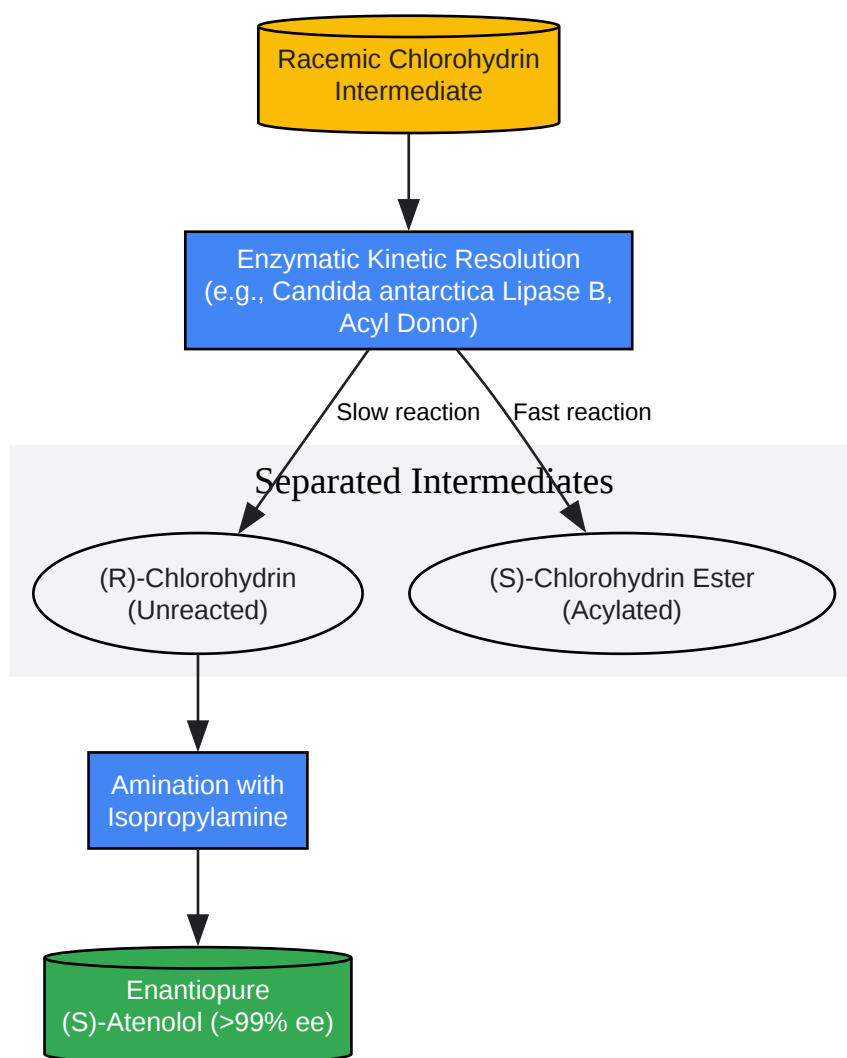 Racemic Chlorohydrin
Intermediate
Enzymatic Kinetic Resolution
(e.g., Candida antarctica Lipase B,
Acyl Donor)
Slow reaction
Fast reaction
Separated Intermediates
(R)-Chlorohydrin
(Unreacted)
(S)-Chlorohydrin Ester
(Acylated)
Amination with
Isopropylamine
Enantiopure
(S)-Atenolol (>99% ee)